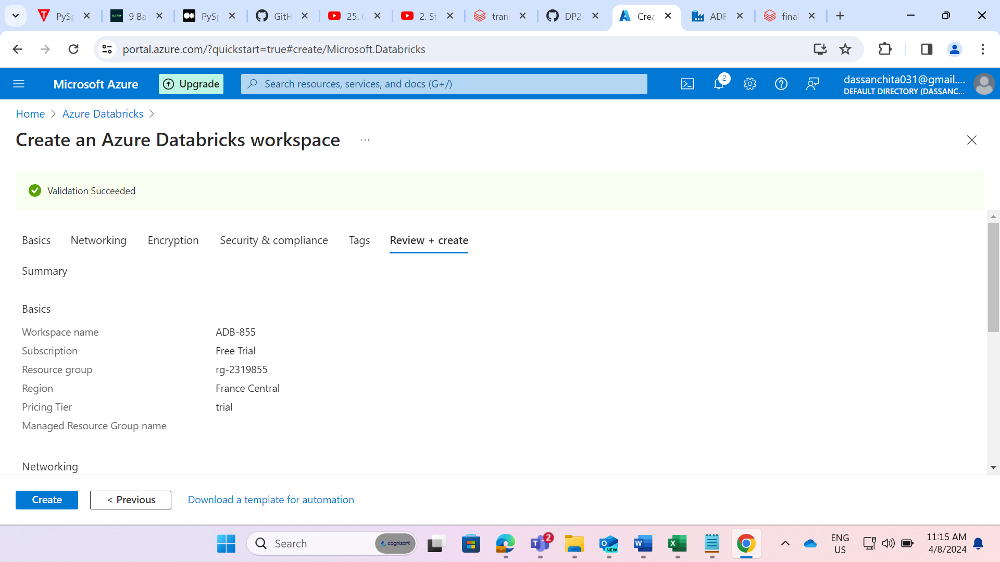 PySp
9 Ba
PySp
GitH
25.
2. St
tran
DP2
Crea
ADF
final
portal.azure.com/?quickstart=true#create/Microsoft.Databricks
Microsoft Azure
Upgrade
Search resources, services, and docs (G+/)
2
dassanchita031@gmail....
DEFAULT DIRECTORY (DASSANC...
Home > Azure Databricks >
Create an Azure Databricks workspace ...
Validation Succeeded
Basics Networking Encryption Security & compliance Tags Review + create
Summary
Basics
Workspace name ADB-855
Subscription Free Trial
Resource group rg-2319855
Region France Central
Pricing Tier trial
Managed Resource Group name
Networking
Create < Previous Download a template for automation
Search
cognizant
2
NEW
ENG
US
11:15 AM
4/8/2024